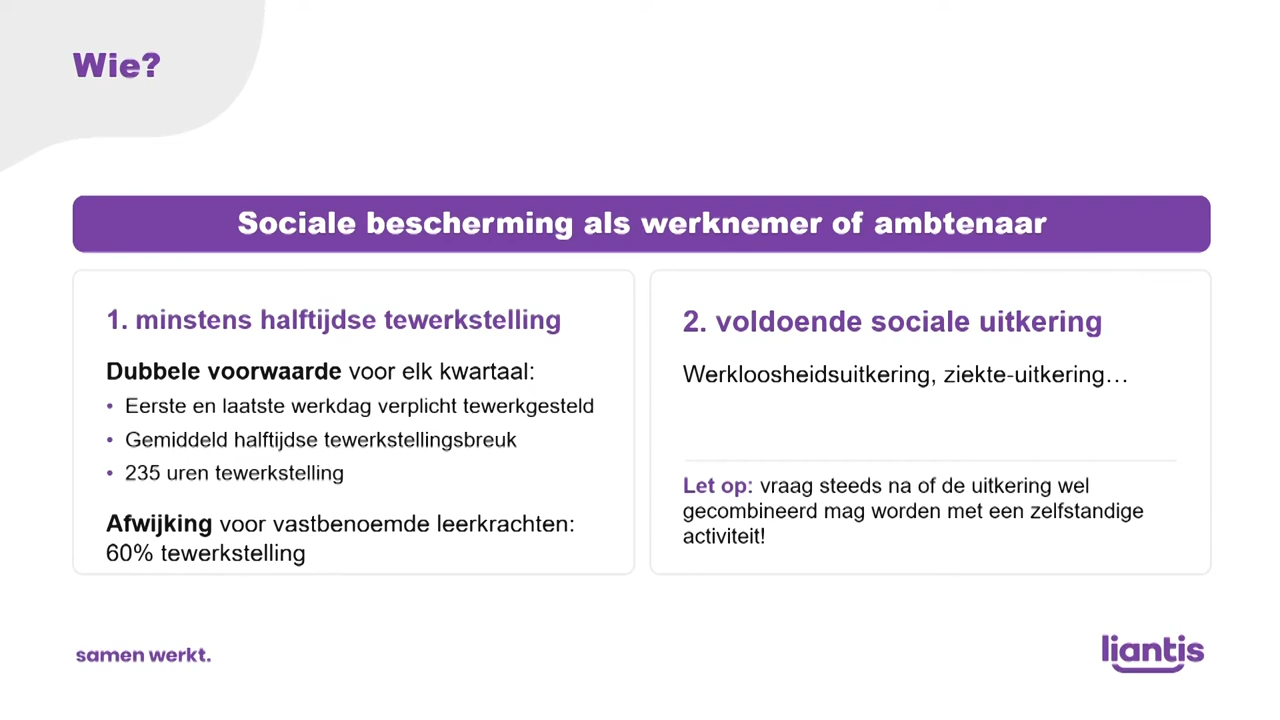 Wie?
Sociale bescherming als werknemer of ambtenaar
1. minstens halftijdse tewerkstelling
Dubbele voorwaarde voor elk kwartaal:
• Eerste en laatste werkdag verplicht tewerkgesteld
• Gemiddeld halftijdse tewerkstellingsbreuk
• 235 uren tewerkstelling
Afwijking voor vastbenoemde leerkrachten:
60% tewerkstelling
2. voldoende sociale uitkering
Werkloosheidsuitkering, ziekte-uitkering…
Let op: vraag steeds na of de uitkering wel
gecombineerd mag worden met een zelfstandige
activiteit!
samen werkt.
liantis